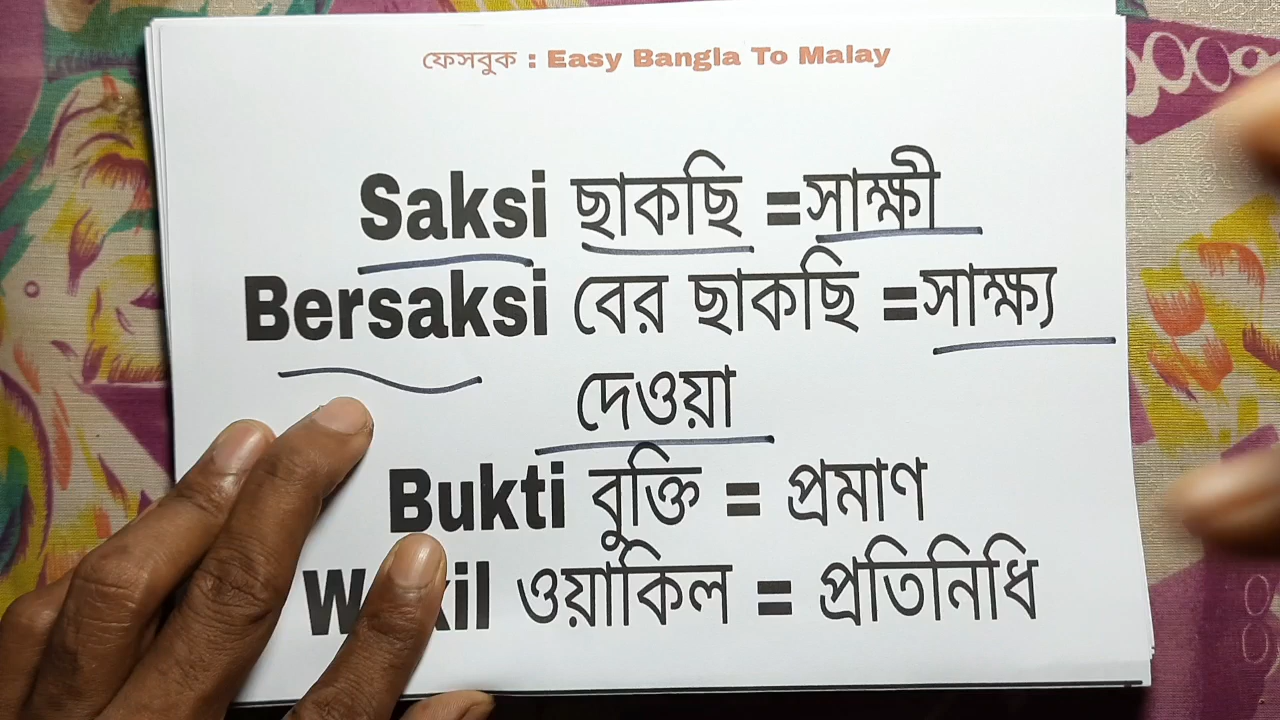 ফেসবুক : Easy Bangla To Malay
Saksi ছাকছি =সাক্ষী
Bersaksi বের ছাকছি =সাক্ষ্য
দেওয়া
Bukti বুক্তি = প্রমাণ
ওয়াকিল = প্রতিনিধি